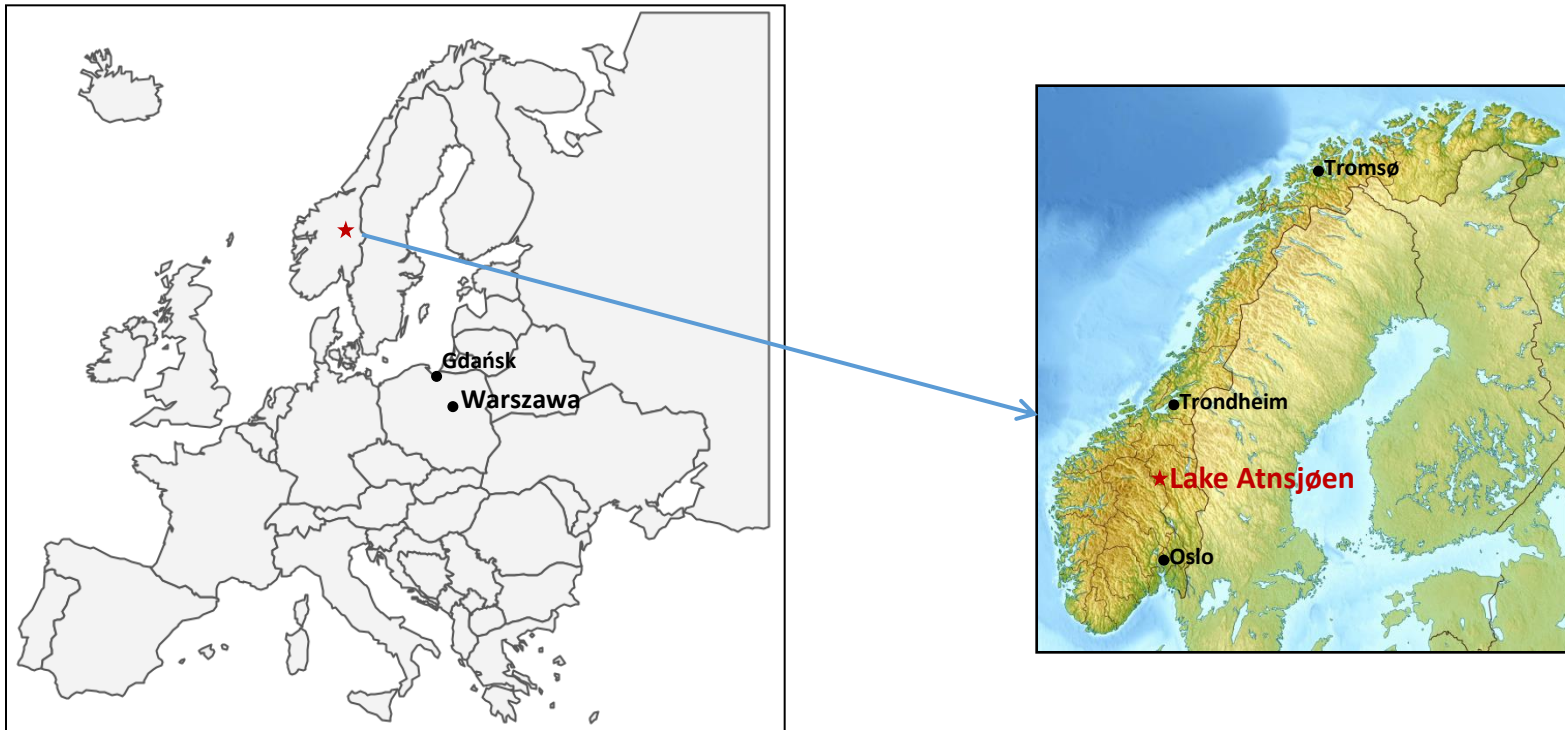 Gdańsk
Warszawa
Tromsø
Trondheim
Lake Atnsjøen
Oslo